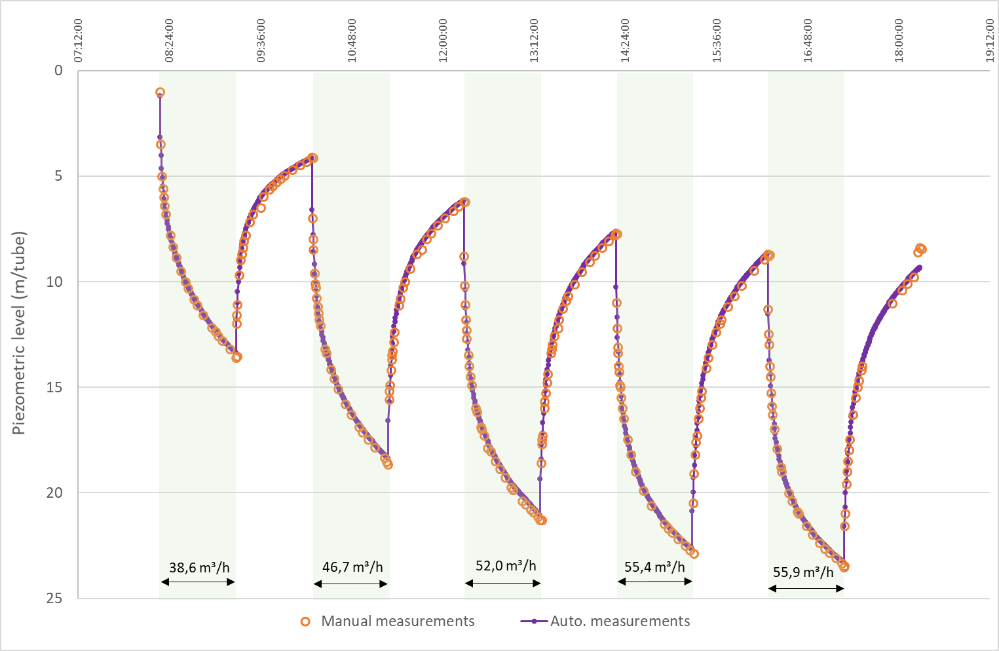 07:12:00
08:24:00
09:36:00
10:48:00
12:00:00
13:12:00
14:24:00
15:36:00
16:48:00
18:00:00
19:12:00
0
5
10
15
20
25
Piezometric level (m/tube)
38,6 m³/h
46,7 m³/h
52,0 m³/h
55,4 m³/h
55,9 m³/h
Manual measurements
Auto. measurements